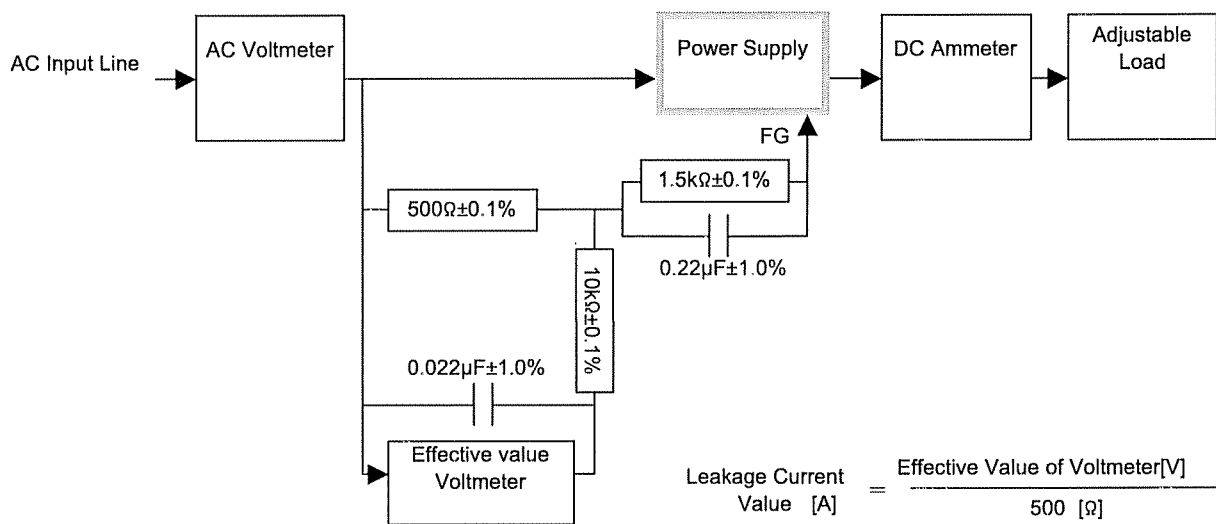 AC Input Line
AC Voltmeter
Power Supply
DC Ammeter
Adjustable
Load
FG
1.5kΩ±0.1%
500Ω±0.1%
0.22µF±1.0%
10kΩ±0.1%
0.022µF±1.0%
Effective value
Voltmeter
Leakage Current
Value [A]
=
Effective Value of Voltmeter[V]
500 [Ω]